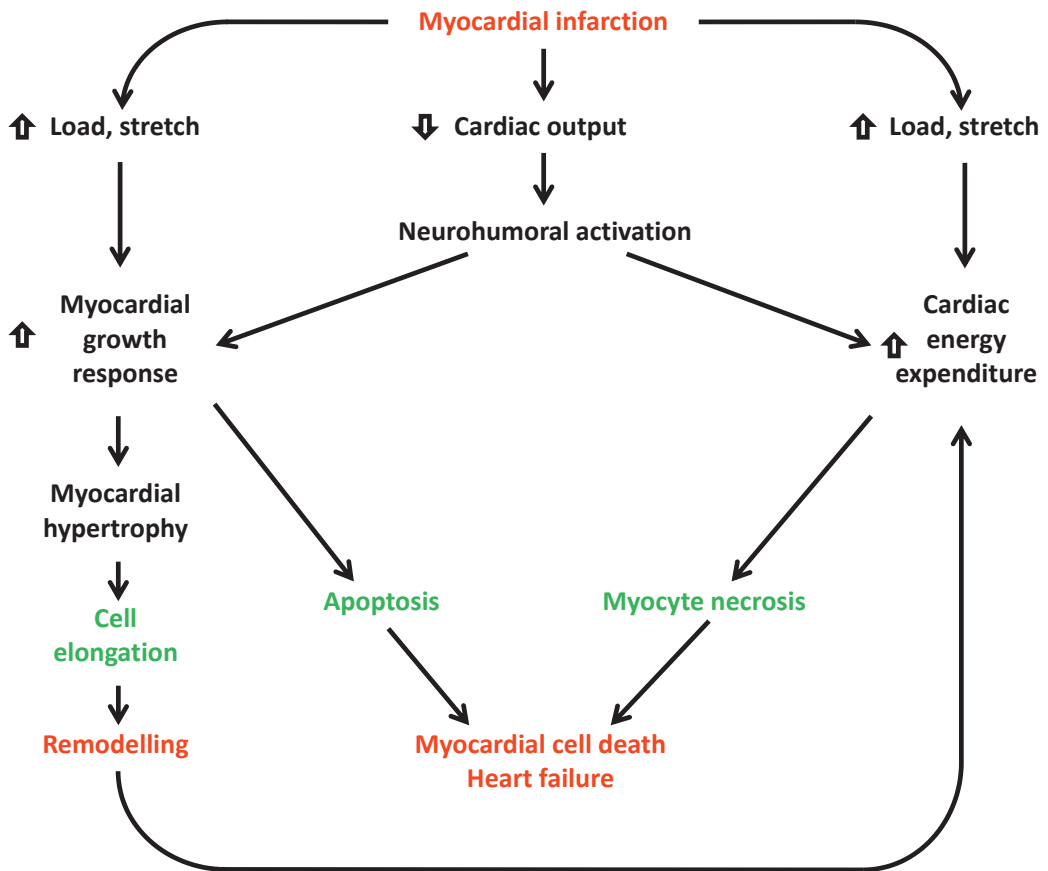 Myocardial infarction
Load, stretch
Cardiac output
Load, stretch
Neurohumoral activation
Myocardial
growth
response
Cardiac
energy
expenditure
Myocardial
hypertrophy
Cell
elongation
Apoptosis
Myocyte necrosis
Remodelling
Myocardial cell death
Heart failure